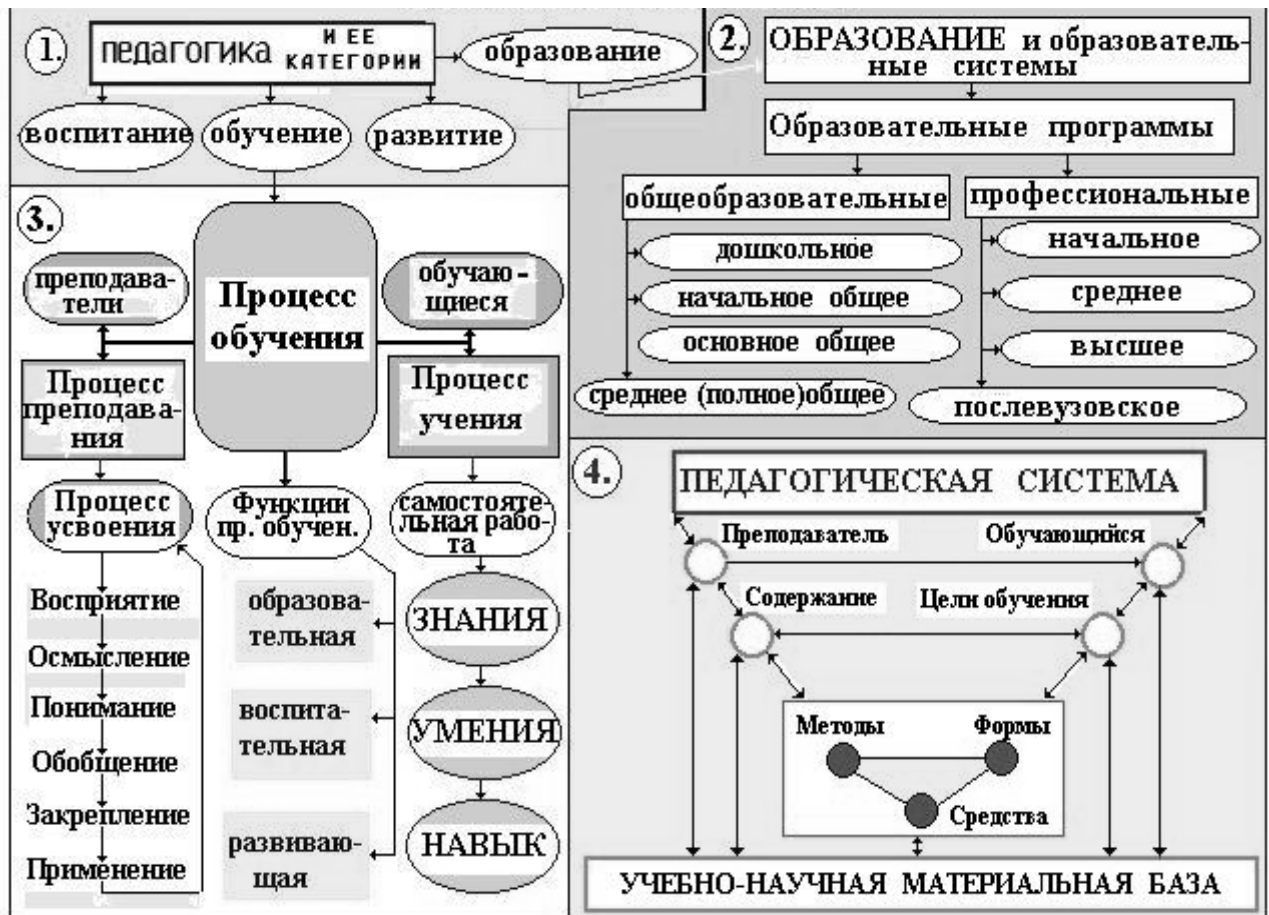 1.
педагогика И ЕЕ
КАТЕГОРИИ
образование
воспитание
обучение
развитие
2.
ОБРАЗОВАНИЕ и образователь-
ные системы
Образовательные программы
общеобразовательные
профессиональные
дошкольное
начальное общее
основное общее
среднее (полное)общее
начальное
среднее
высшее
послевузовское
3.
преподава-
тели
Процесс
обучения
обучаю-
щиеся
Процесс
преподава-
ния
Процесс
учения
Процесс
усвоения
Функции
пр. обучен.
самостояте-
льная рабо-
та
Восприятие
Осмысление
Понимание
Обобщение
Закрепление
Применение
образова-
тельная
воспита-
тельная
развиваю-
щая
ЗНАНИЯ
УМЕНИЯ
НАВЫК
4.
ПЕДАГОГИЧЕСКАЯ СИСТЕМА
Преподаватель
Обучающийся
Содержание
Цели обучения
Методы
Формы
Средства
УЧЕБНО-НАУЧНАЯ МАТЕРИАЛЬНАЯ БАЗА